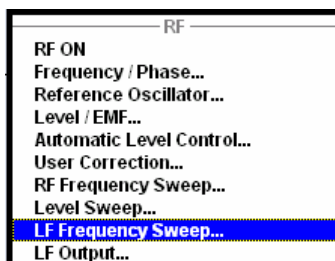 RF
RF ON
Frequency / Phase...
Reference Oscillator...
Level / EMF...
Automatic Level Control...
User Correction...
RF Frequency Sweep...
Level Sweep...
LF Frequency Sweep...
LF Output...